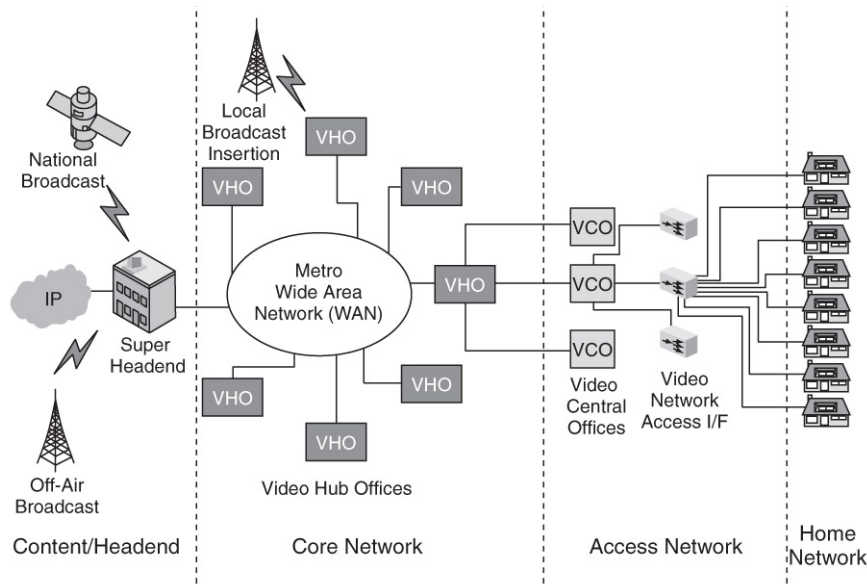 National
Broadcast
IP
Super
Headend
Off-Air
Broadcast
Content/Headend
Local
Broadcast
Insertion
VHO
VHO
VHO
Metro
Wide Area
Network (WAN)
VHO
VHO
VHO
VHO
Video Hub Offices
Core Network
VCO
VCO
VCO
Video
Central
Offices
Video
Network
Access I/F
Access Network
Home
Network